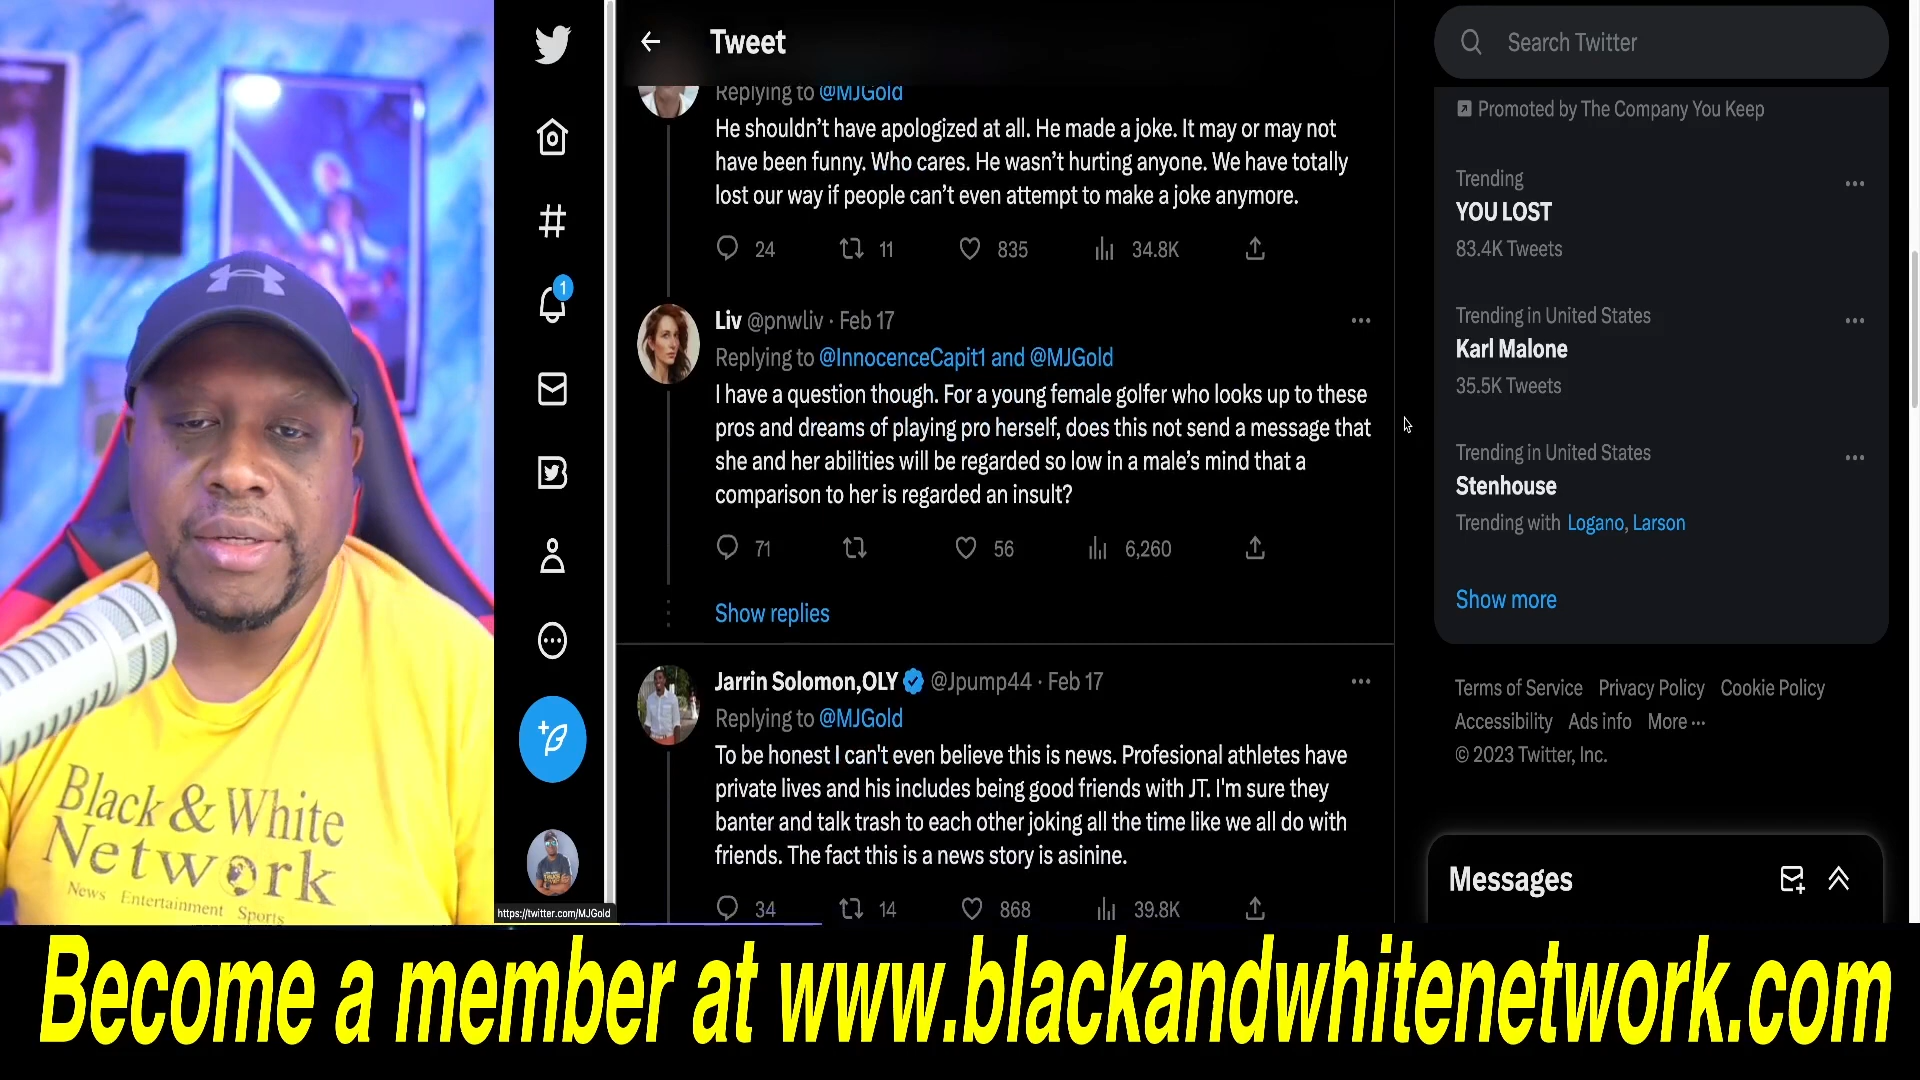 Tweet
Search Twitter
Replying to @MJGold
He shouldn’t have apologized at all. He made a joke. It may or may not
have been funny. Who cares. He wasn’t hurting anyone. We have totally
lost our way if people can’t even attempt to make a joke anymore.
24 11 835 34.8K
Liv @pnwliv · Feb 17
Replying to @InnocenceCapit1 and @MJGold
I have a question though. For a young female golfer who looks up to these
pros and dreams of playing pro herself, does this not send a message that
she and her abilities will be regarded so low in a male’s mind that a
comparison to her is regarded an insult?
71 56 6,260
Show replies
Jarrin Solomon,OLY @Jpump44 · Feb 17
Replying to @MJGold
To be honest I can't even believe this is news. Profesional athletes have
private lives and his includes being good friends with JT. I'm sure they
banter and talk trash to each other joking all the time like we all do with
friends. The fact this is a news story is asinine.
34 14 868 39.8K
Promoted by The Company You Keep
Trending
YOU LOST
83.4K Tweets
Trending in United States
Karl Malone
35.5K Tweets
Trending in United States
Stenhouse
Trending with Logano, Larson
Show more
Terms of Service Privacy Policy Cookie Policy
Accessibility Ads info More ···
© 2023 Twitter, Inc.
Messages
1
Black & White
Network
News Entertainment Sports
https://twitter.com/MJGold
Become a member at www.blackandwhitenetwork.com